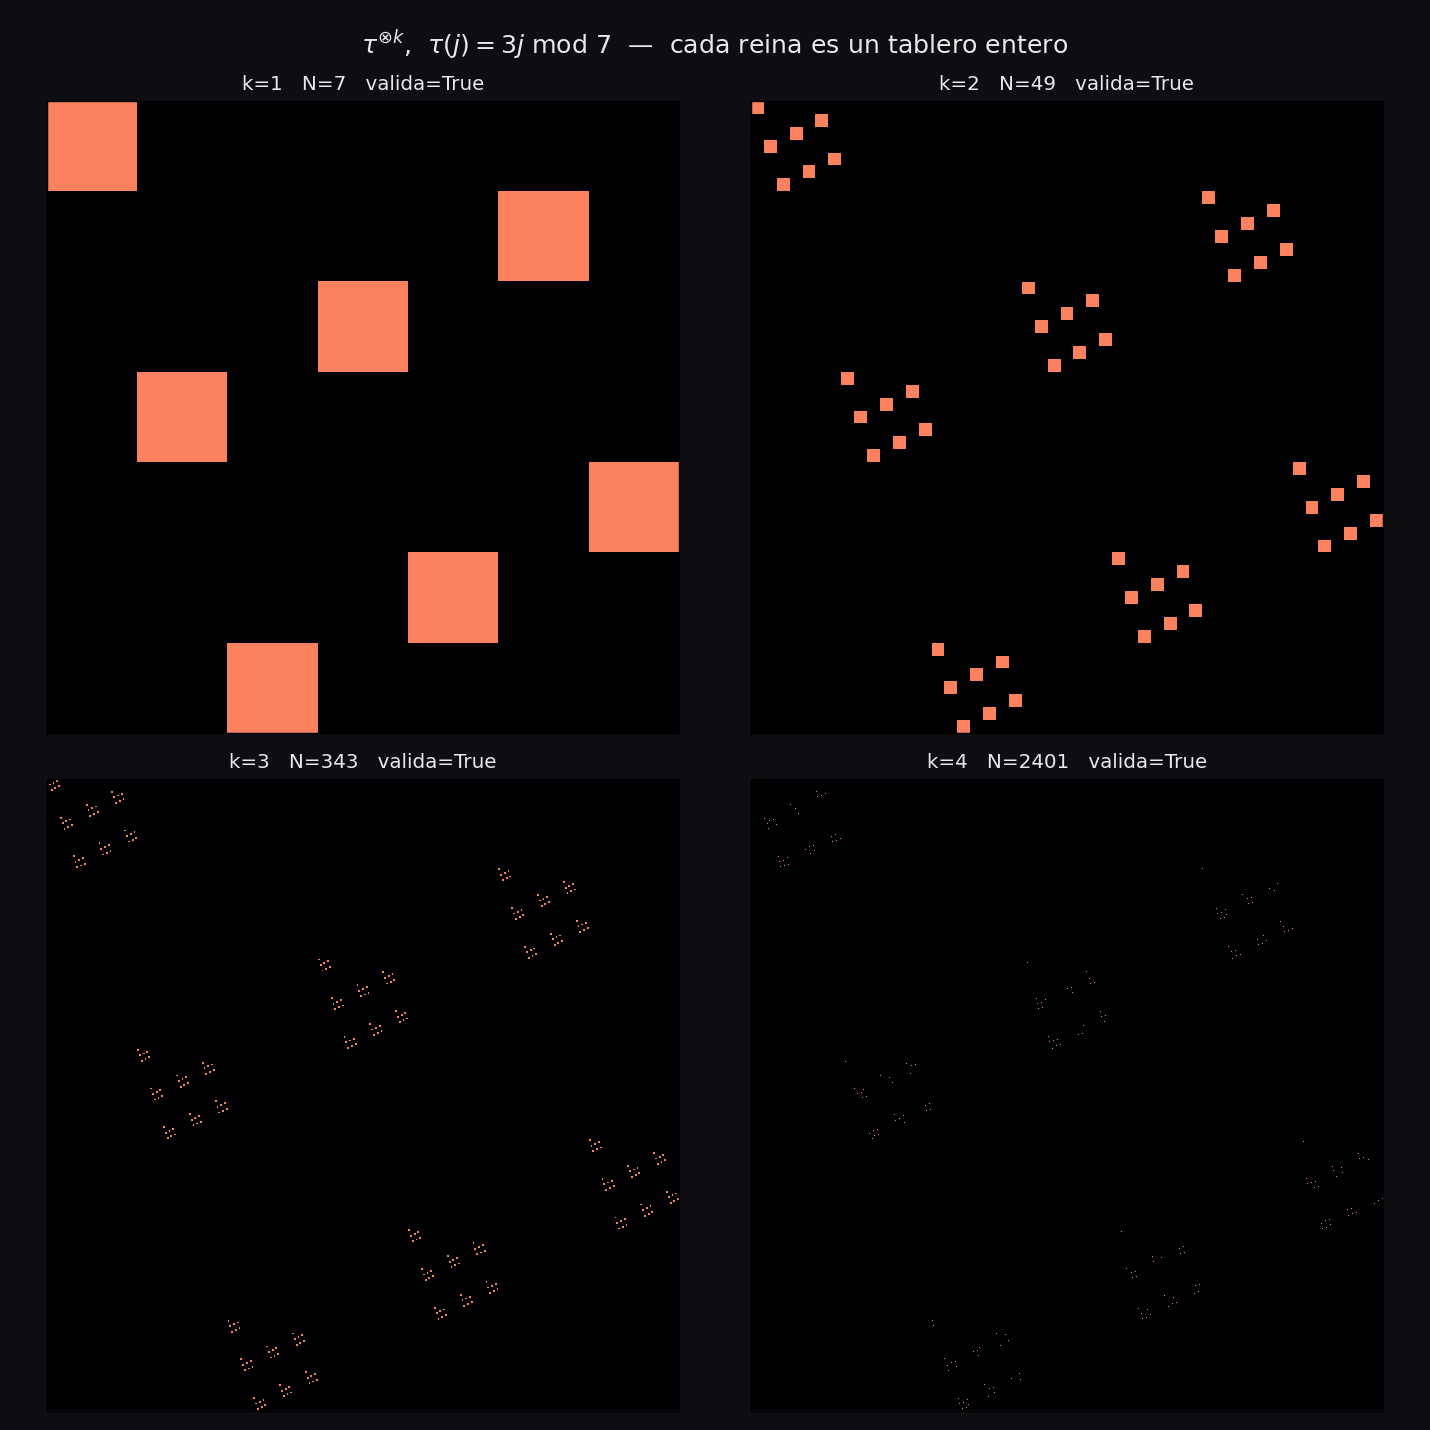 τ⊗k,  τ(j) = 3j mod 7  —  cada reina es un tablero entero
k=1   N=7   valida=True
k=2   N=49   valida=True
k=3   N=343   valida=True
k=4   N=2401   valida=True